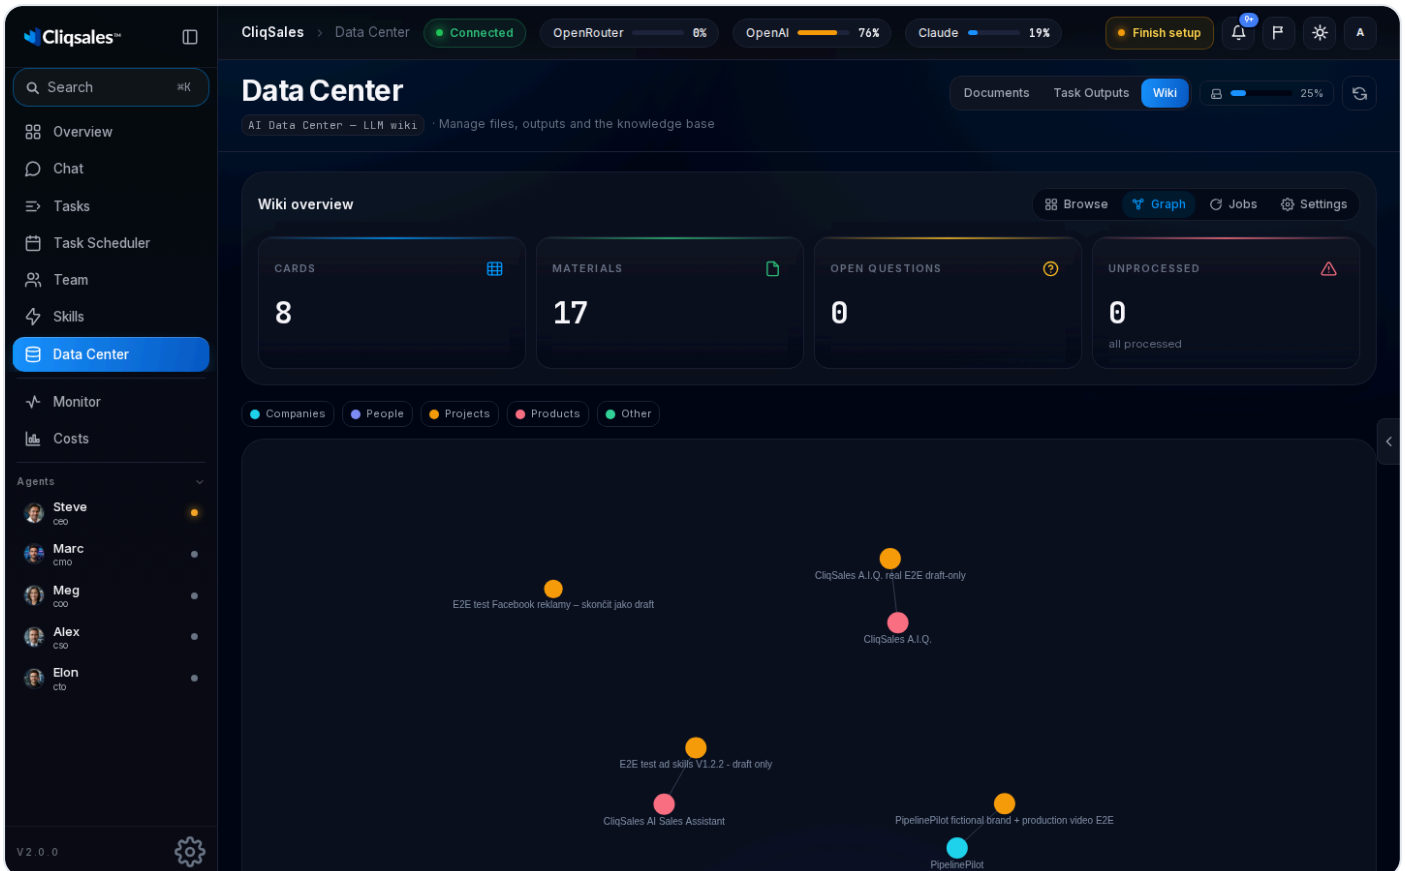 Cliqsales™
CliqSales › Data Center
Connected
OpenRouter 0%
OpenAI 76%
Claude 19%
Finish setup
9+
A
Search ⌘K
Overview
Chat
Tasks
Task Scheduler
Team
Skills
Data Center
Monitor
Costs
Agents
Steve
ceo
Marc
cmo
Meg
coo
Alex
cso
Elon
cto
V2.0.0
Data Center
AI Data Center — LLM wiki · Manage files, outputs and the knowledge base
Documents Task Outputs Wiki
25%
Wiki overview
Browse Graph Jobs Settings
CARDS
8
MATERIALS
17
OPEN QUESTIONS
0
UNPROCESSED
0
all processed
Companies People Projects Products Other
CliqSales A.I.Q. real E2E draft-only
E2E test Facebook reklamy – skončit jako draft
CliqSales A.I.Q.
E2E test ad skills V1.2.2 - draft only
CliqSales AI Sales Assistant
PipelinePilot fictional brand + production video E2E
PipelinePilot